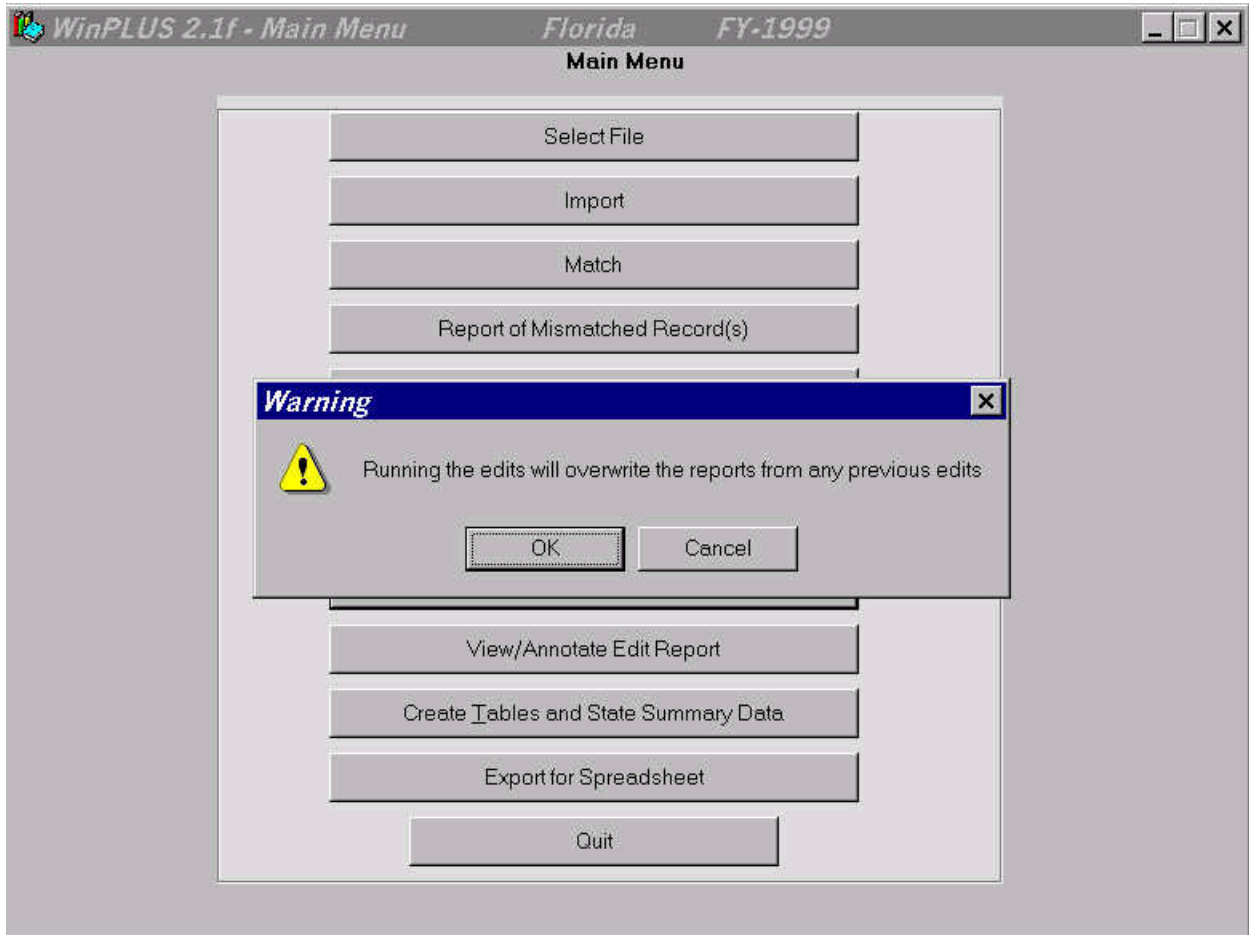 WinPLUS 2.1f - Main Menu Florida FY-1999
Main Menu
Select File
Import
Match
Report of Mismatched Record(s)
Warning
Running the edits will overwrite the reports from any previous edits
OK Cancel
View/Annotate Edit Report
Create Tables and State Summary Data
Export for Spreadsheet
Quit